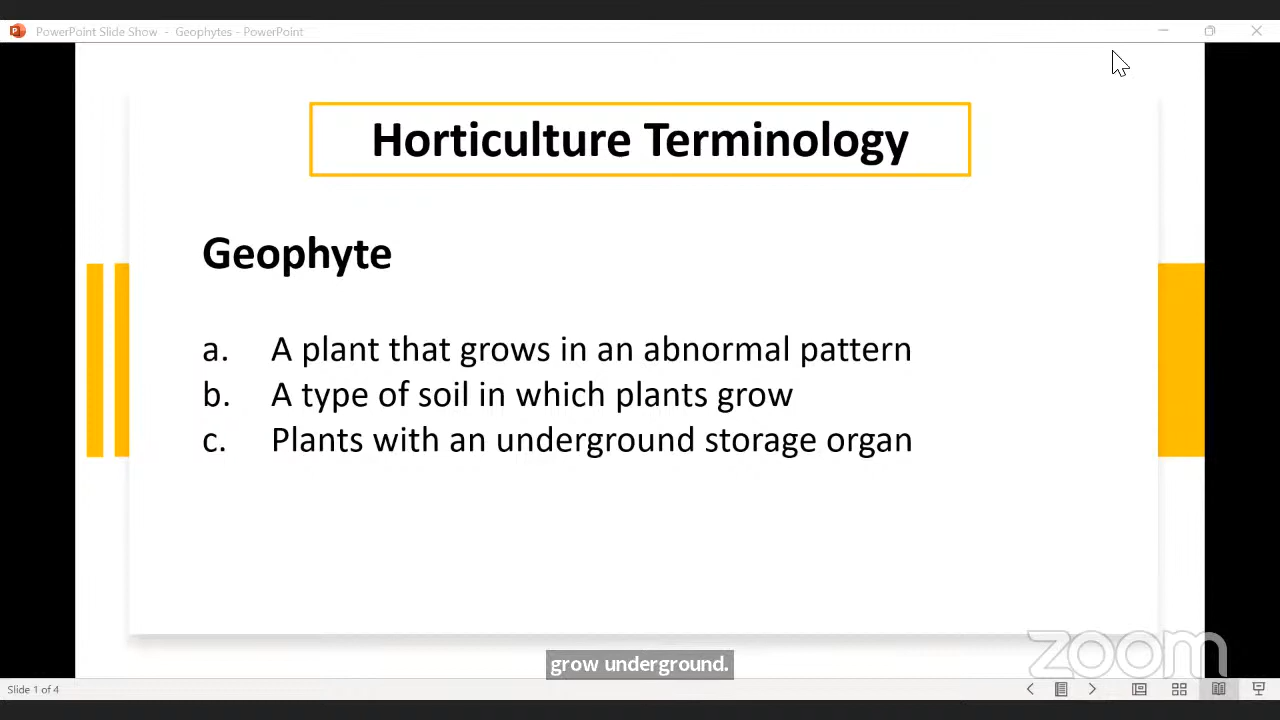 PowerPoint Slide Show - Geophytes - PowerPoint
Horticulture Terminology
Geophyte
a. A plant that grows in an abnormal pattern
b. A type of soil in which plants grow
c. Plants with an underground storage organ
zoom
grow underground.
Slide 1 of 4